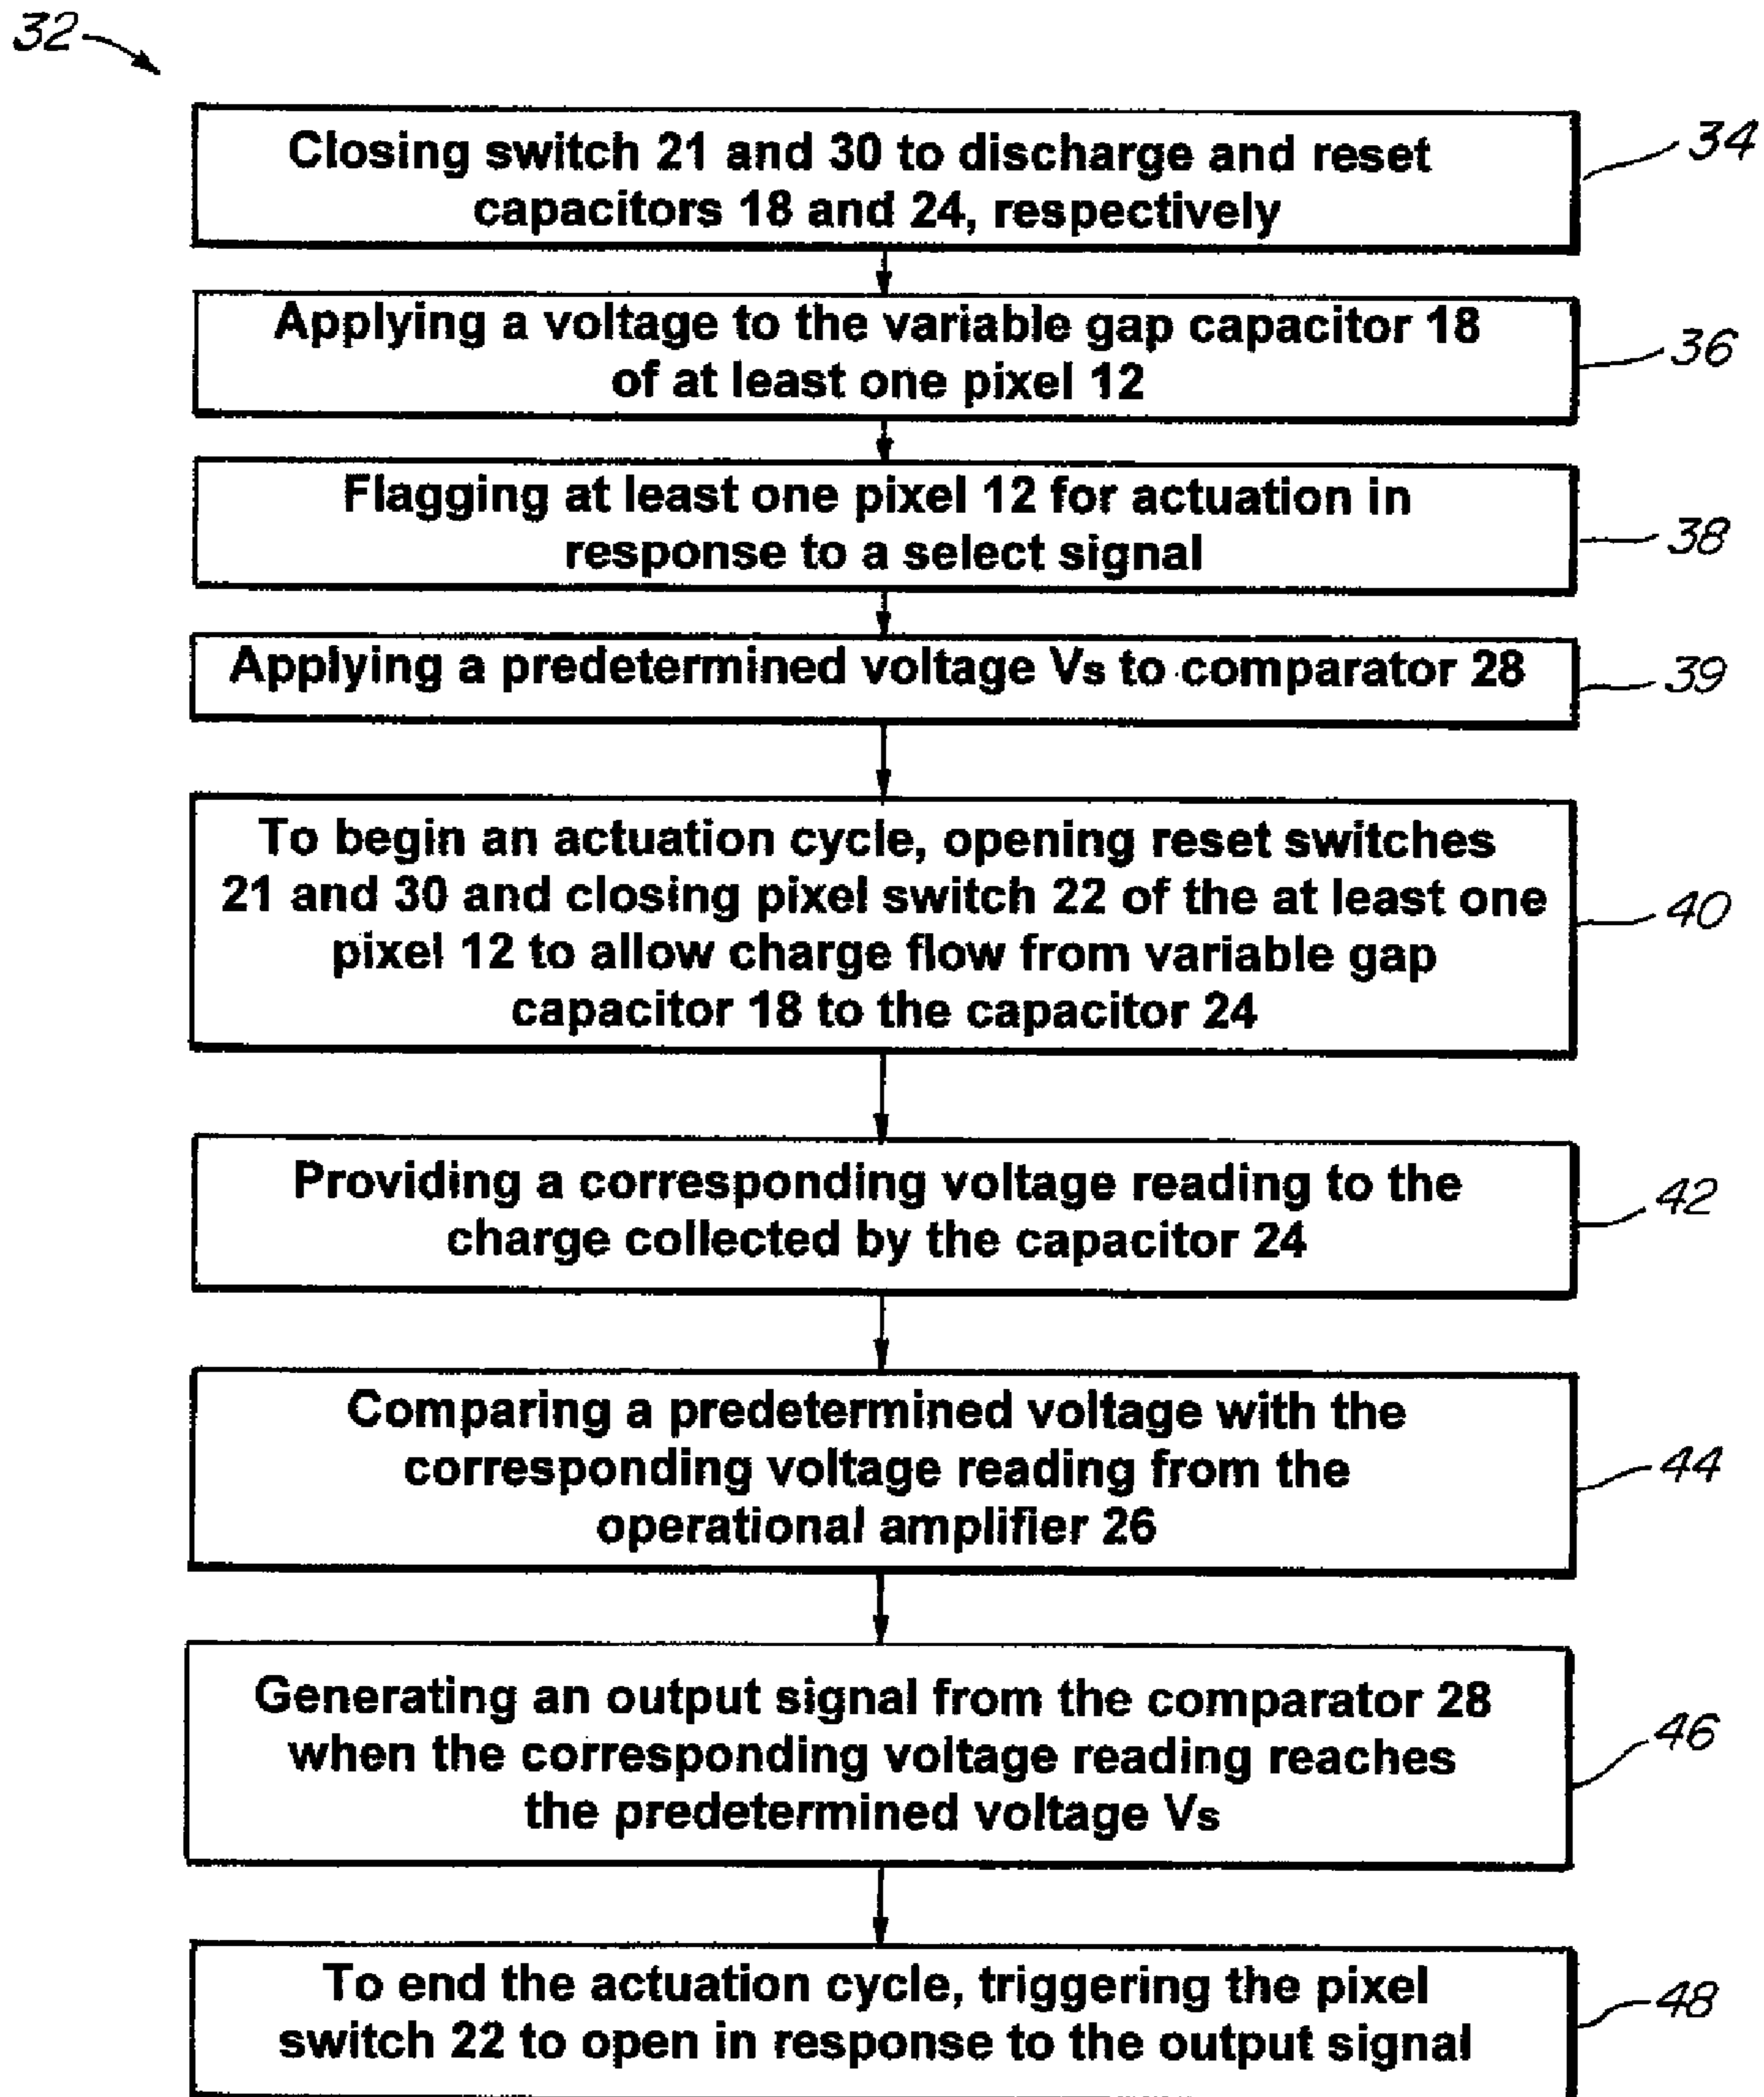 32
Closing switch 21 and 30 to discharge and reset
capacitors 18 and 24, respectively
34
Applying a voltage to the variable gap capacitor 18
of at least one pixel 12
36
Flagging at least one pixel 12 for actuation in
response to a select signal
38
Applying a predetermined voltage Vs to comparator 28
39
To begin an actuation cycle, opening reset switches
21 and 30 and closing pixel switch 22 of the at least one
pixel 12 to allow charge flow from variable gap
capacitor 18 to the capacitor 24
40
Providing a corresponding voltage reading to the
charge collected by the capacitor 24
42
Comparing a predetermined voltage with the
corresponding voltage reading from the
operational amplifier 26
44
Generating an output signal from the comparator 28
when the corresponding voltage reading reaches
the predetermined voltage Vs
46
To end the actuation cycle, triggering the pixel
switch 22 to open in response to the output signal
48